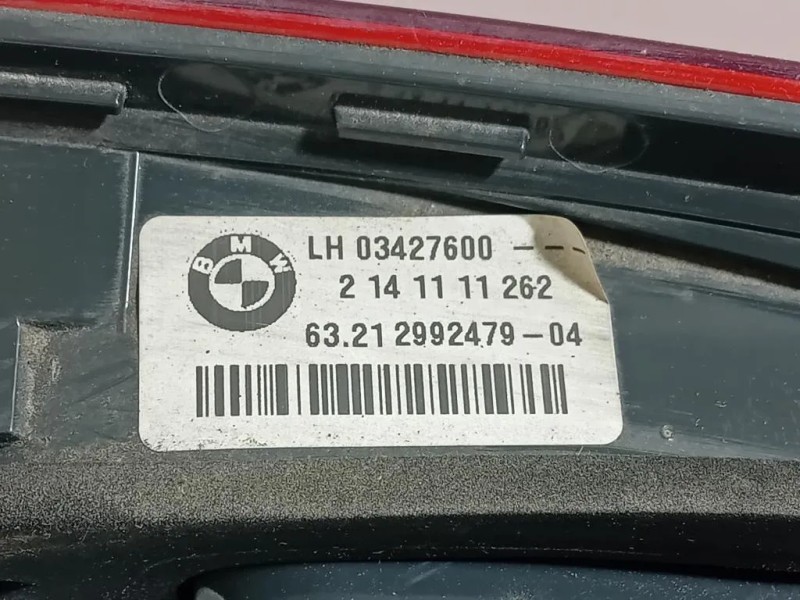 BMW
LH 03427600 ---
2 14 11 11 262
63.21 2992479-04